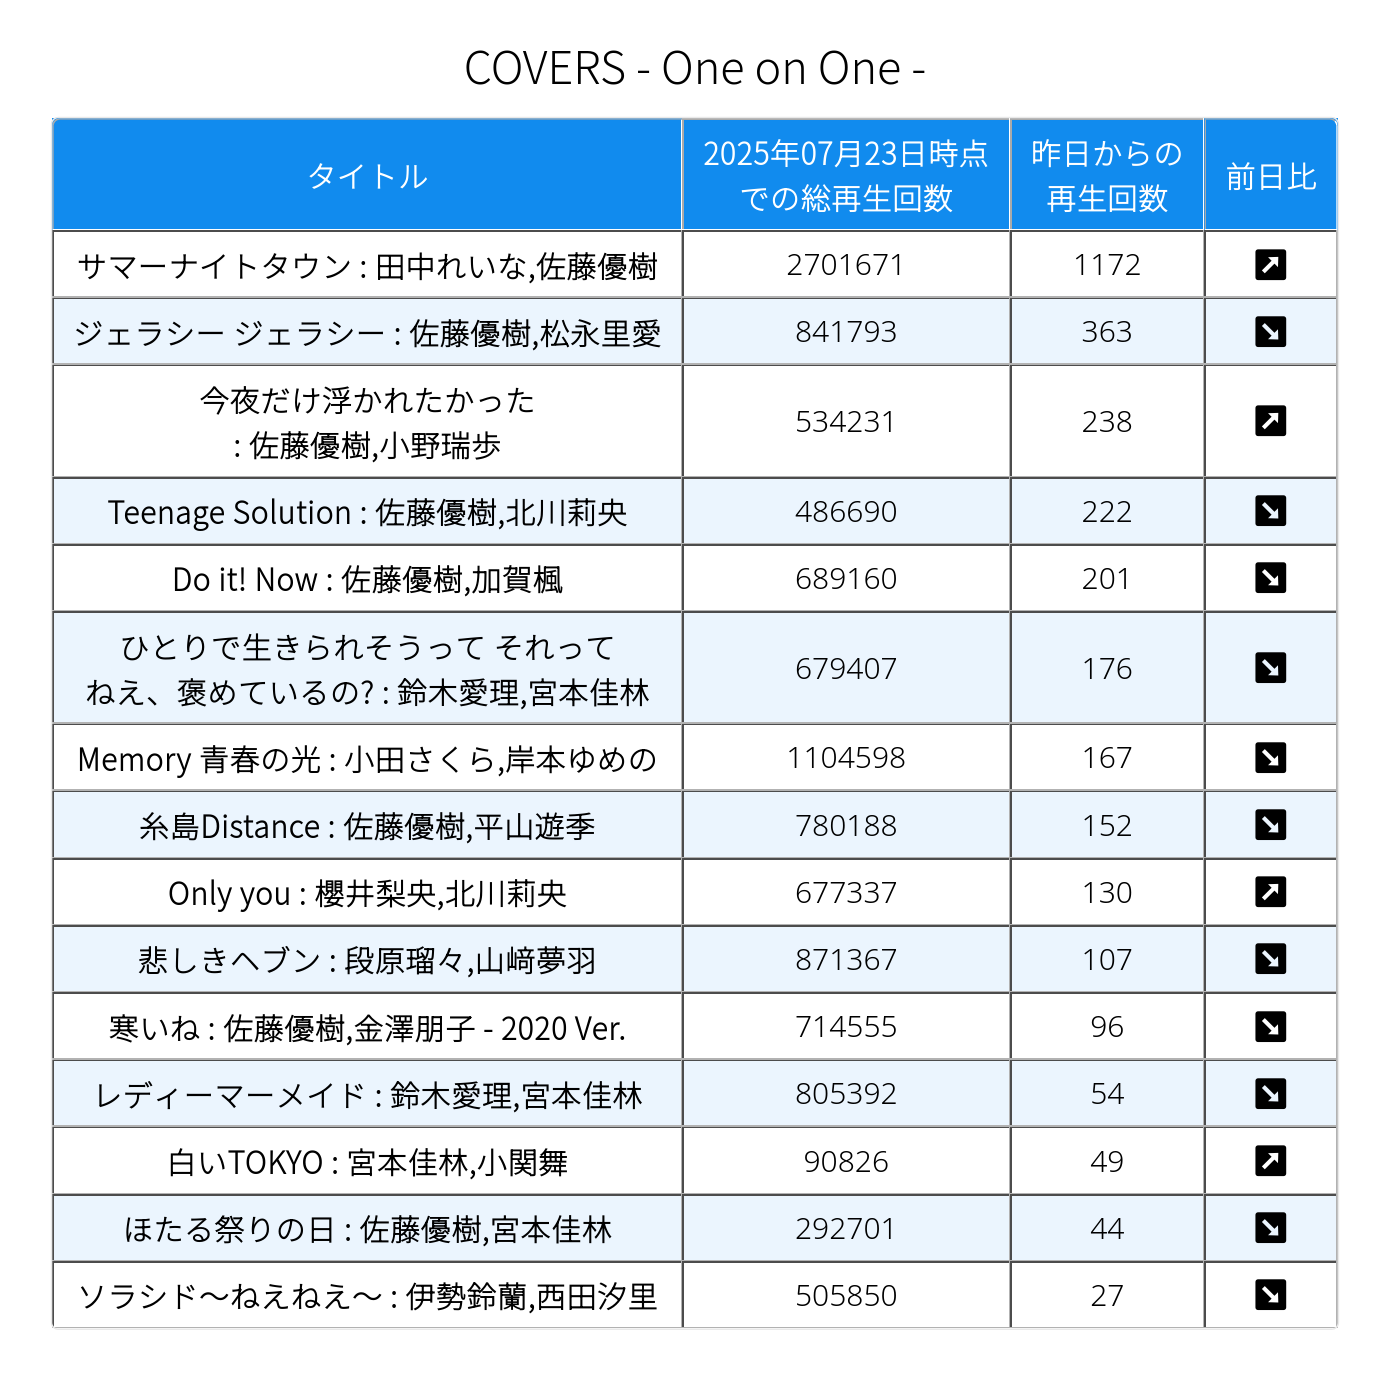 COVERS - One on One -
タイトル
2025年07月23日時点
での総再生回数
昨日からの
再生回数
前日比
サマーナイトタウン : 田中れいな,佐藤優樹
2701671
1172
ジェラシー ジェラシー : 佐藤優樹,松永里愛
841793
363
今夜だけ浮かれたかった
: 佐藤優樹,小野瑞歩
534231
238
Teenage Solution : 佐藤優樹,北川莉央
486690
222
Do it! Now : 佐藤優樹,加賀楓
689160
201
ひとりで生きられそうって それって
ねえ、褒めているの? : 鈴木愛理,宮本佳林
679407
176
Memory 青春の光 : 小田さくら,岸本ゆめの
1104598
167
糸島Distance : 佐藤優樹,平山遊季
780188
152
Only you : 櫻井梨央,北川莉央
677337
130
悲しきヘブン : 段原瑠々,山﨑夢羽
871367
107
寒いね : 佐藤優樹,金澤朋子 - 2020 Ver.
714555
96
レディーマーメイド : 鈴木愛理,宮本佳林
805392
54
白いTOKYO : 宮本佳林,小関舞
90826
49
ほたる祭りの日 : 佐藤優樹,宮本佳林
292701
44
ソラシド～ねえねえ～ : 伊勢鈴蘭,西田汐里
505850
27